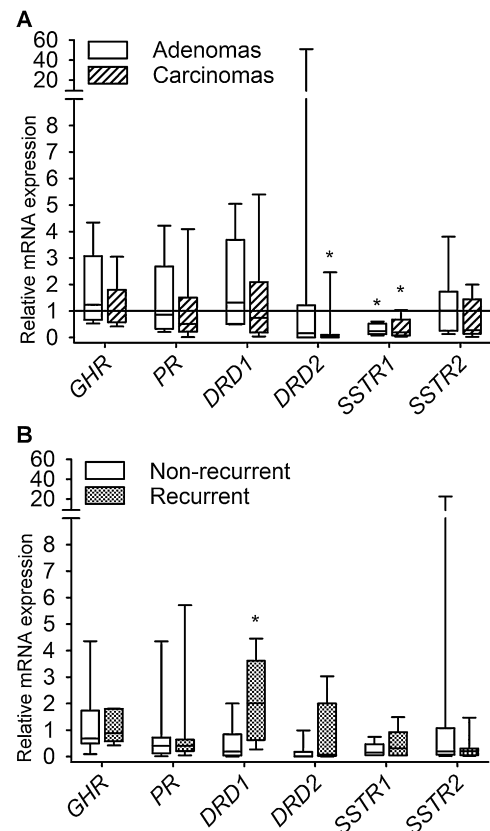 A
60
40
20
8
7
6
5
4
3
2
1
0
Relative mRNA expression
Adenomas
Carcinomas
*
*
*
GHR
PR
DRD1
DRD2
SSTR1
SSTR2
B
60
40
20
8
7
6
5
4
3
2
1
0
Relative mRNA expression
Non-recurrent
Recurrent
*
GHR
PR
DRD1
DRD2
SSTR1
SSTR2